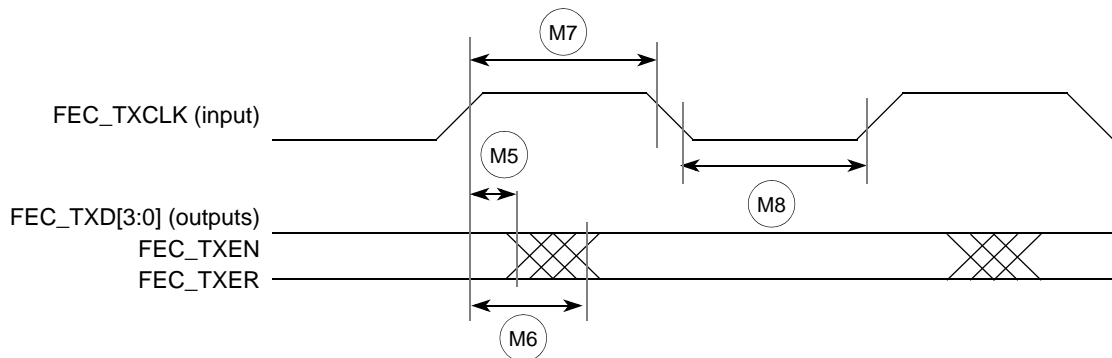 M7
FEC_TXCLK (input)
M5
M8
FEC_TXD[3:0] (outputs)
FEC_TXEN
FEC_TXER
M6